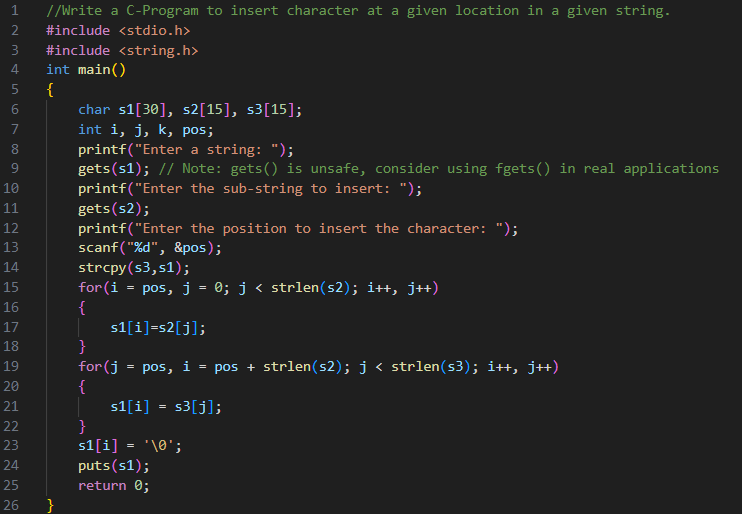 1 //Write a C-Program to insert character at a given location in a given string.
2 #include <stdio.h>
3 #include <string.h>
4 int main()
5 {
6     char s1[30], s2[15], s3[15];
7     int i, j, k, pos;
8     printf("Enter a string: ");
9     gets(s1); // Note: gets() is unsafe, consider using fgets() in real applications
10     printf("Enter the sub-string to insert: ");
11     gets(s2);
12     printf("Enter the position to insert the character: ");
13     scanf("%d", &pos);
14     strcpy(s3,s1);
15     for(i = pos, j = 0; j < strlen(s2); i++, j++)
16     {
17         s1[i]=s2[j];
18     }
19     for(j = pos, i = pos + strlen(s2); j < strlen(s3); i++, j++)
20     {
21         s1[i] = s3[j];
22     }
23     s1[i] = '\0';
24     puts(s1);
25     return 0;
26 }